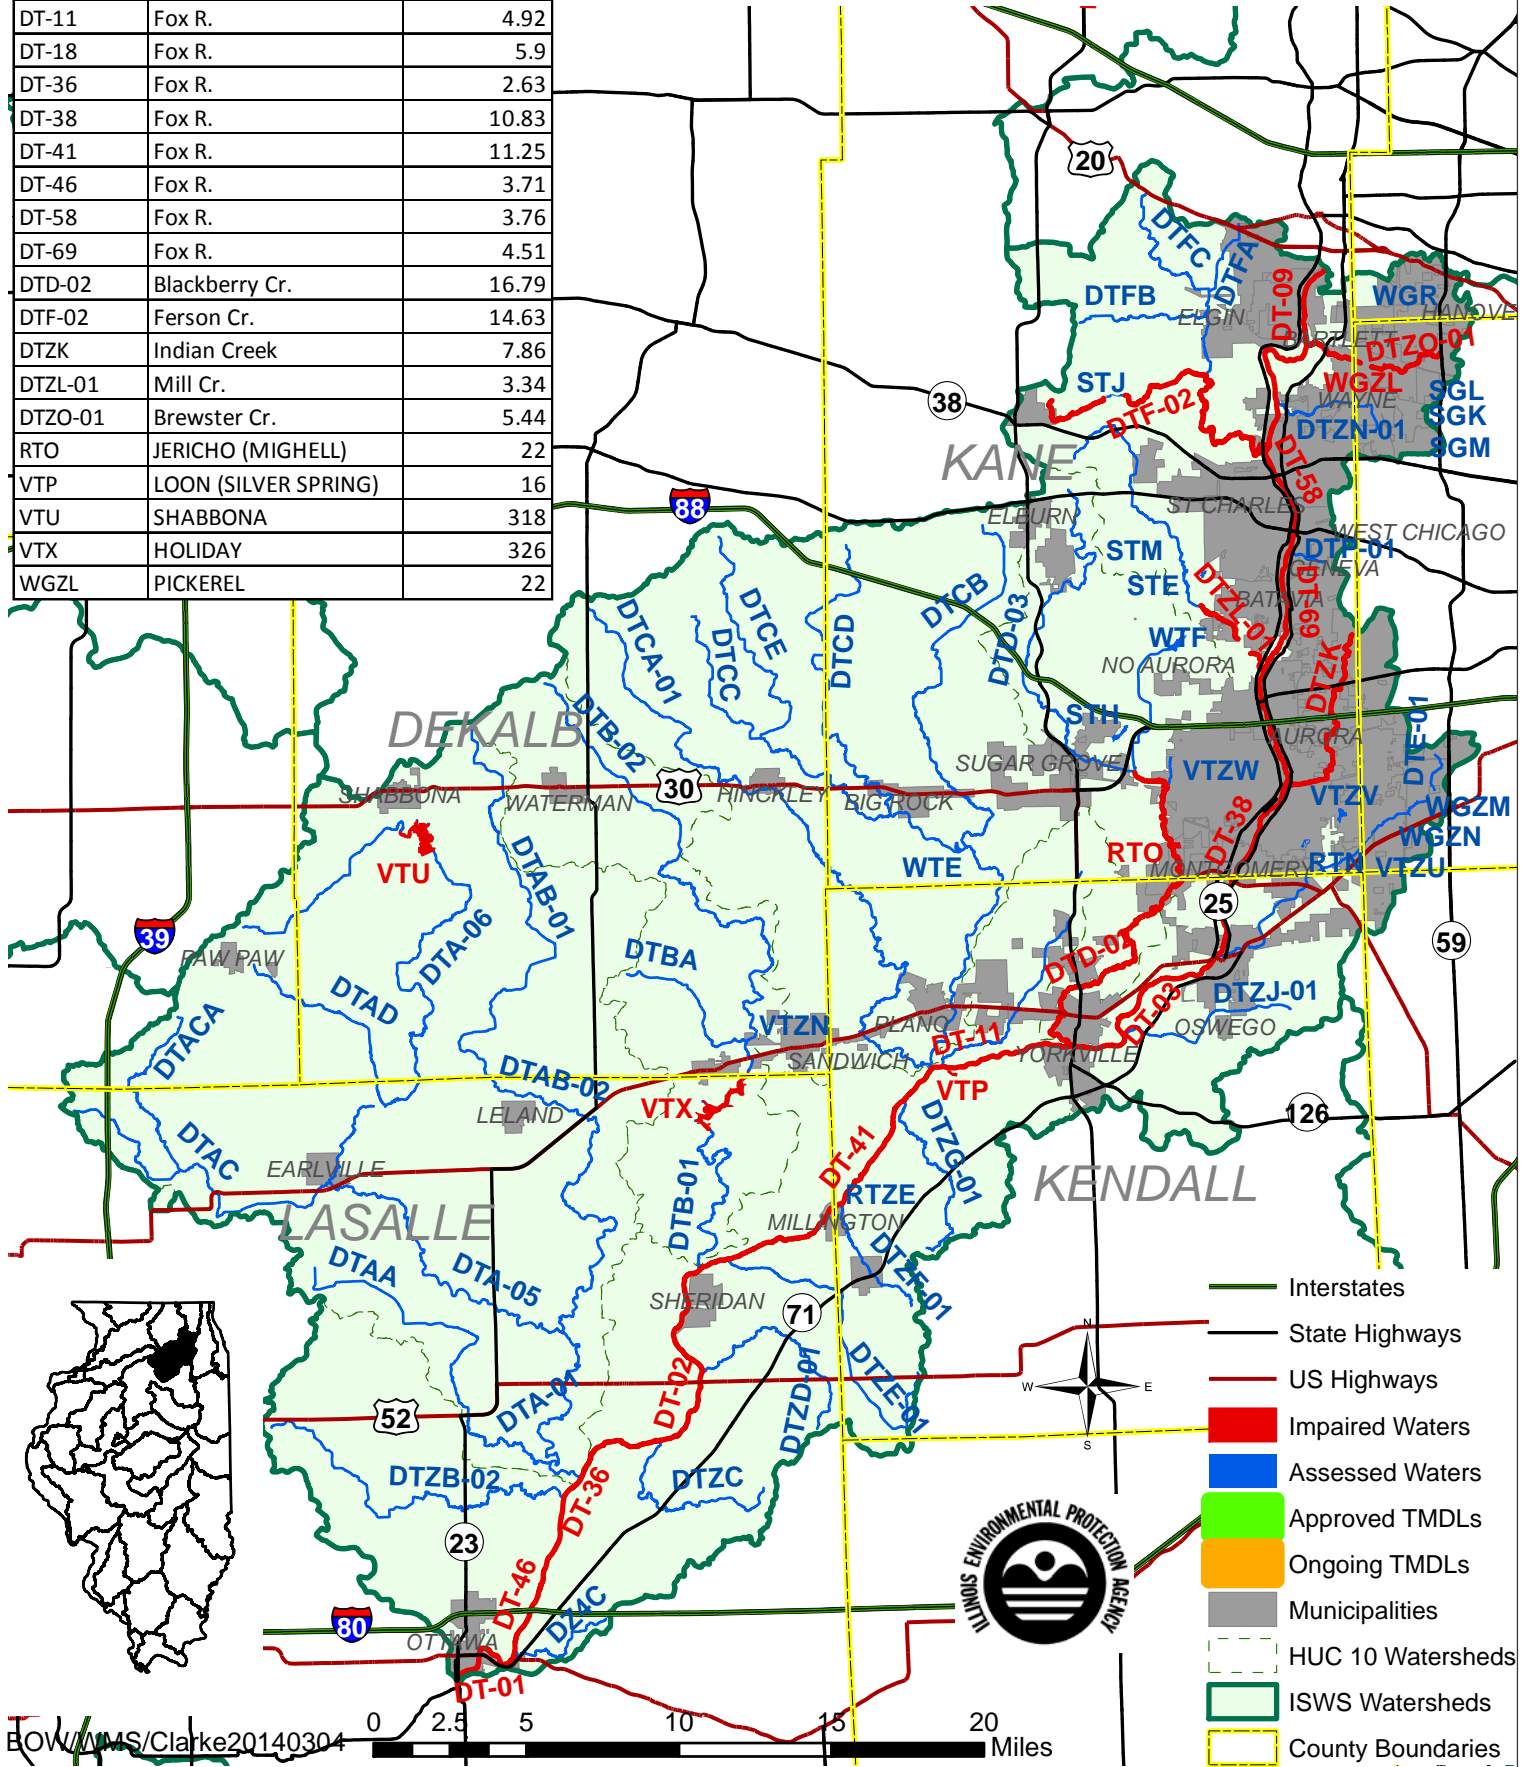 DT-11 Fox R. 4.92
DT-18 Fox R. 5.9
DT-36 Fox R. 2.63
DT-38 Fox R. 10.83
DT-41 Fox R. 11.25
DT-46 Fox R. 3.71
DT-58 Fox R. 3.76
DT-69 Fox R. 4.51
DTD-02 Blackberry Cr. 16.79
DTF-02 Ferson Cr. 14.63
DTZK Indian Creek 7.86
DTZL-01 Mill Cr. 3.34
DTZO-01 Brewster Cr. 5.44
RTO JERICHO (MIGHELL) 22
VTP LOON (SILVER SPRING) 16
VTU SHABBONA 318
VTX HOLIDAY 326
WGZL PICKEREL 22
20
DTFC
DTFA
DTFB
ELGIN
DT-09
WGR
HANOVE
BARTLETT
DTZO-01
STJ
DTF-02
WGZL
WAYNE
SGL
SGK
SGM
DTZN-01
38
KANE
DT-58
88
ELBURN
ST CHARLES
WEST CHICAGO
STM
STE
DTP-01
GENEVA
DTZL-01
BATAVIA
DT-69
DTCA-01
DTCE
DTCC
DTCD
DTCB
DTD-03
WTF
NO AURORA
DTZK
DEKALB
DTB-02
STH
AURORA
DTE-01
SUGAR GROVE
VTZW
SHABBONA
WATERMAN
30
HINCKLEY
BIG ROCK
VTZV
WGZM
WGZN
DT-38
VTU
DTAB-01
WTE
RTO
MONTGOMERY
RTN
VTZU
25
39
PAW PAW
DTA-06
DTBA
DTD-02
59
DTAD
DTZJ-01
DTACA
VTZN
PLANO
DT-03
OSWEGO
SANDWICH
DT-11
YORKVILLE
DTAB-02
VTX
VTP
LELAND
126
DTAC
EARLVILLE
DT-41
DTZG-01
KENDALL
RTZE
LASALLE
DTB-01
MILLINGTON
DTAA
DTA-05
DTZF-01
SHERIDAN
71
DT-02
DTZD-01
DTZE-01
52
DTA-01
DTZB-02
DT-36
DTZC
23
DT-46
DZ4C
80
OTTAWA
DT-01
N
W
E
S
ILLINOIS ENVIRONMENTAL PROTECTION AGENCY
Interstates
State Highways
US Highways
Impaired Waters
Assessed Waters
Approved TMDLs
Ongoing TMDLs
Municipalities
HUC 10 Watersheds
ISWS Watersheds
County Boundaries
BOW/WMS/Clarke20140304
0 2.5 5 10 15 20
Miles